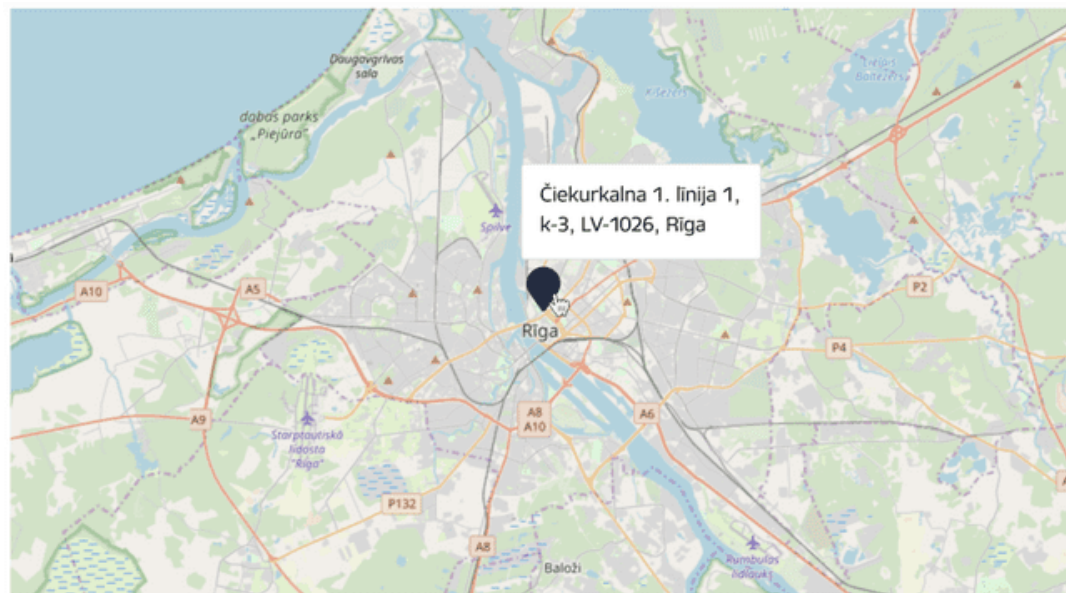 Daugavgrīvas
sala
dabas parks
„Piejūra"
Ķīšezers
Lielais
Baltezers
Čiekurkalna 1. līnija 1,
k-3, LV-1026, Rīga
Spilve
A10
A5
P2
Rīga
P4
A9
A8
A10
A6
Starptautiskā
lidosta
"Rīga"
P132
A8
Baloži
Rumbulas
lidlauks